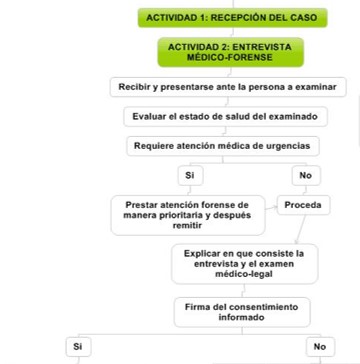 ACTIVIDAD 1: RECEPCIÓN DEL CASO
ACTIVIDAD 2: ENTREVISTA
MÉDICO-FORENSE
Recibir y presentarse ante la persona a examinar
Evaluar el estado de salud del examinado
Requiere atención médica de urgencias
Si
No
Prestar atención forense de
manera prioritaria y después
remitir
Proceda
Explicar en que consiste la
entrevista y el examen
médico-legal
Firma del consentimiento
informado
Si
No